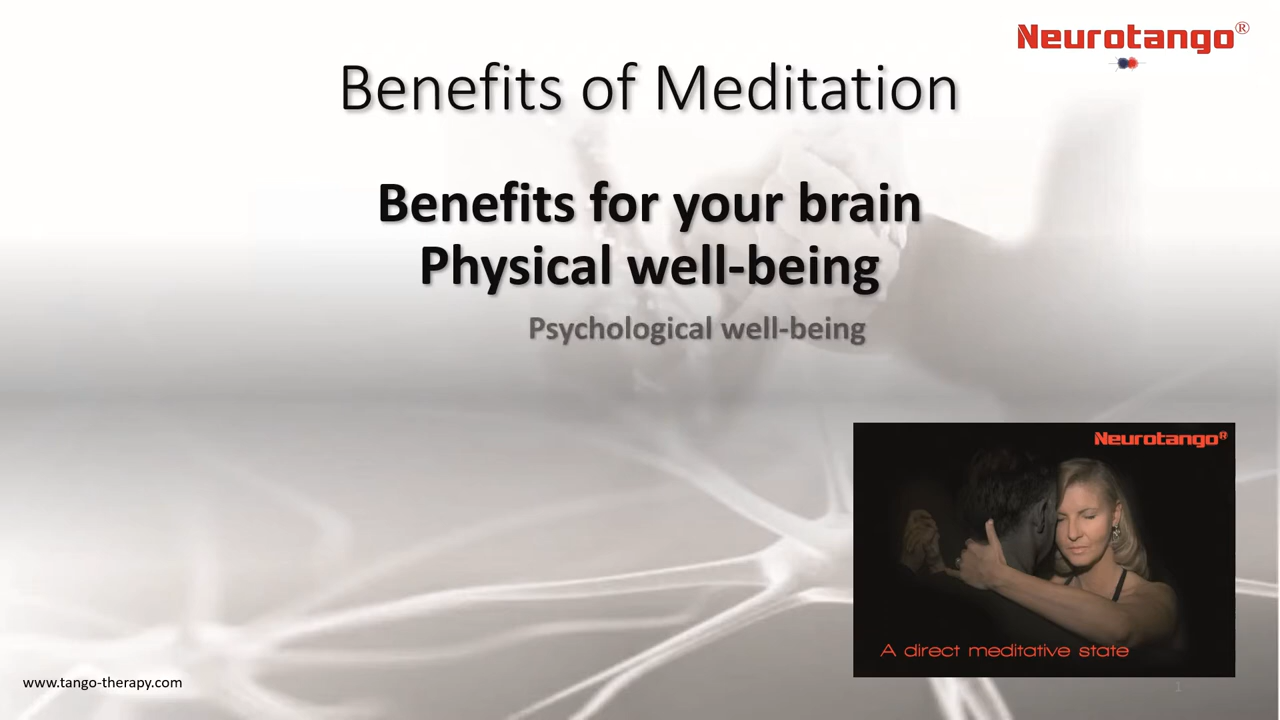 Neurotango®
Benefits of Meditation
Benefits for your brain
Physical well-being
Psychological well-being
Neurotango®
A direct meditative state
www.tango-therapy.com
1